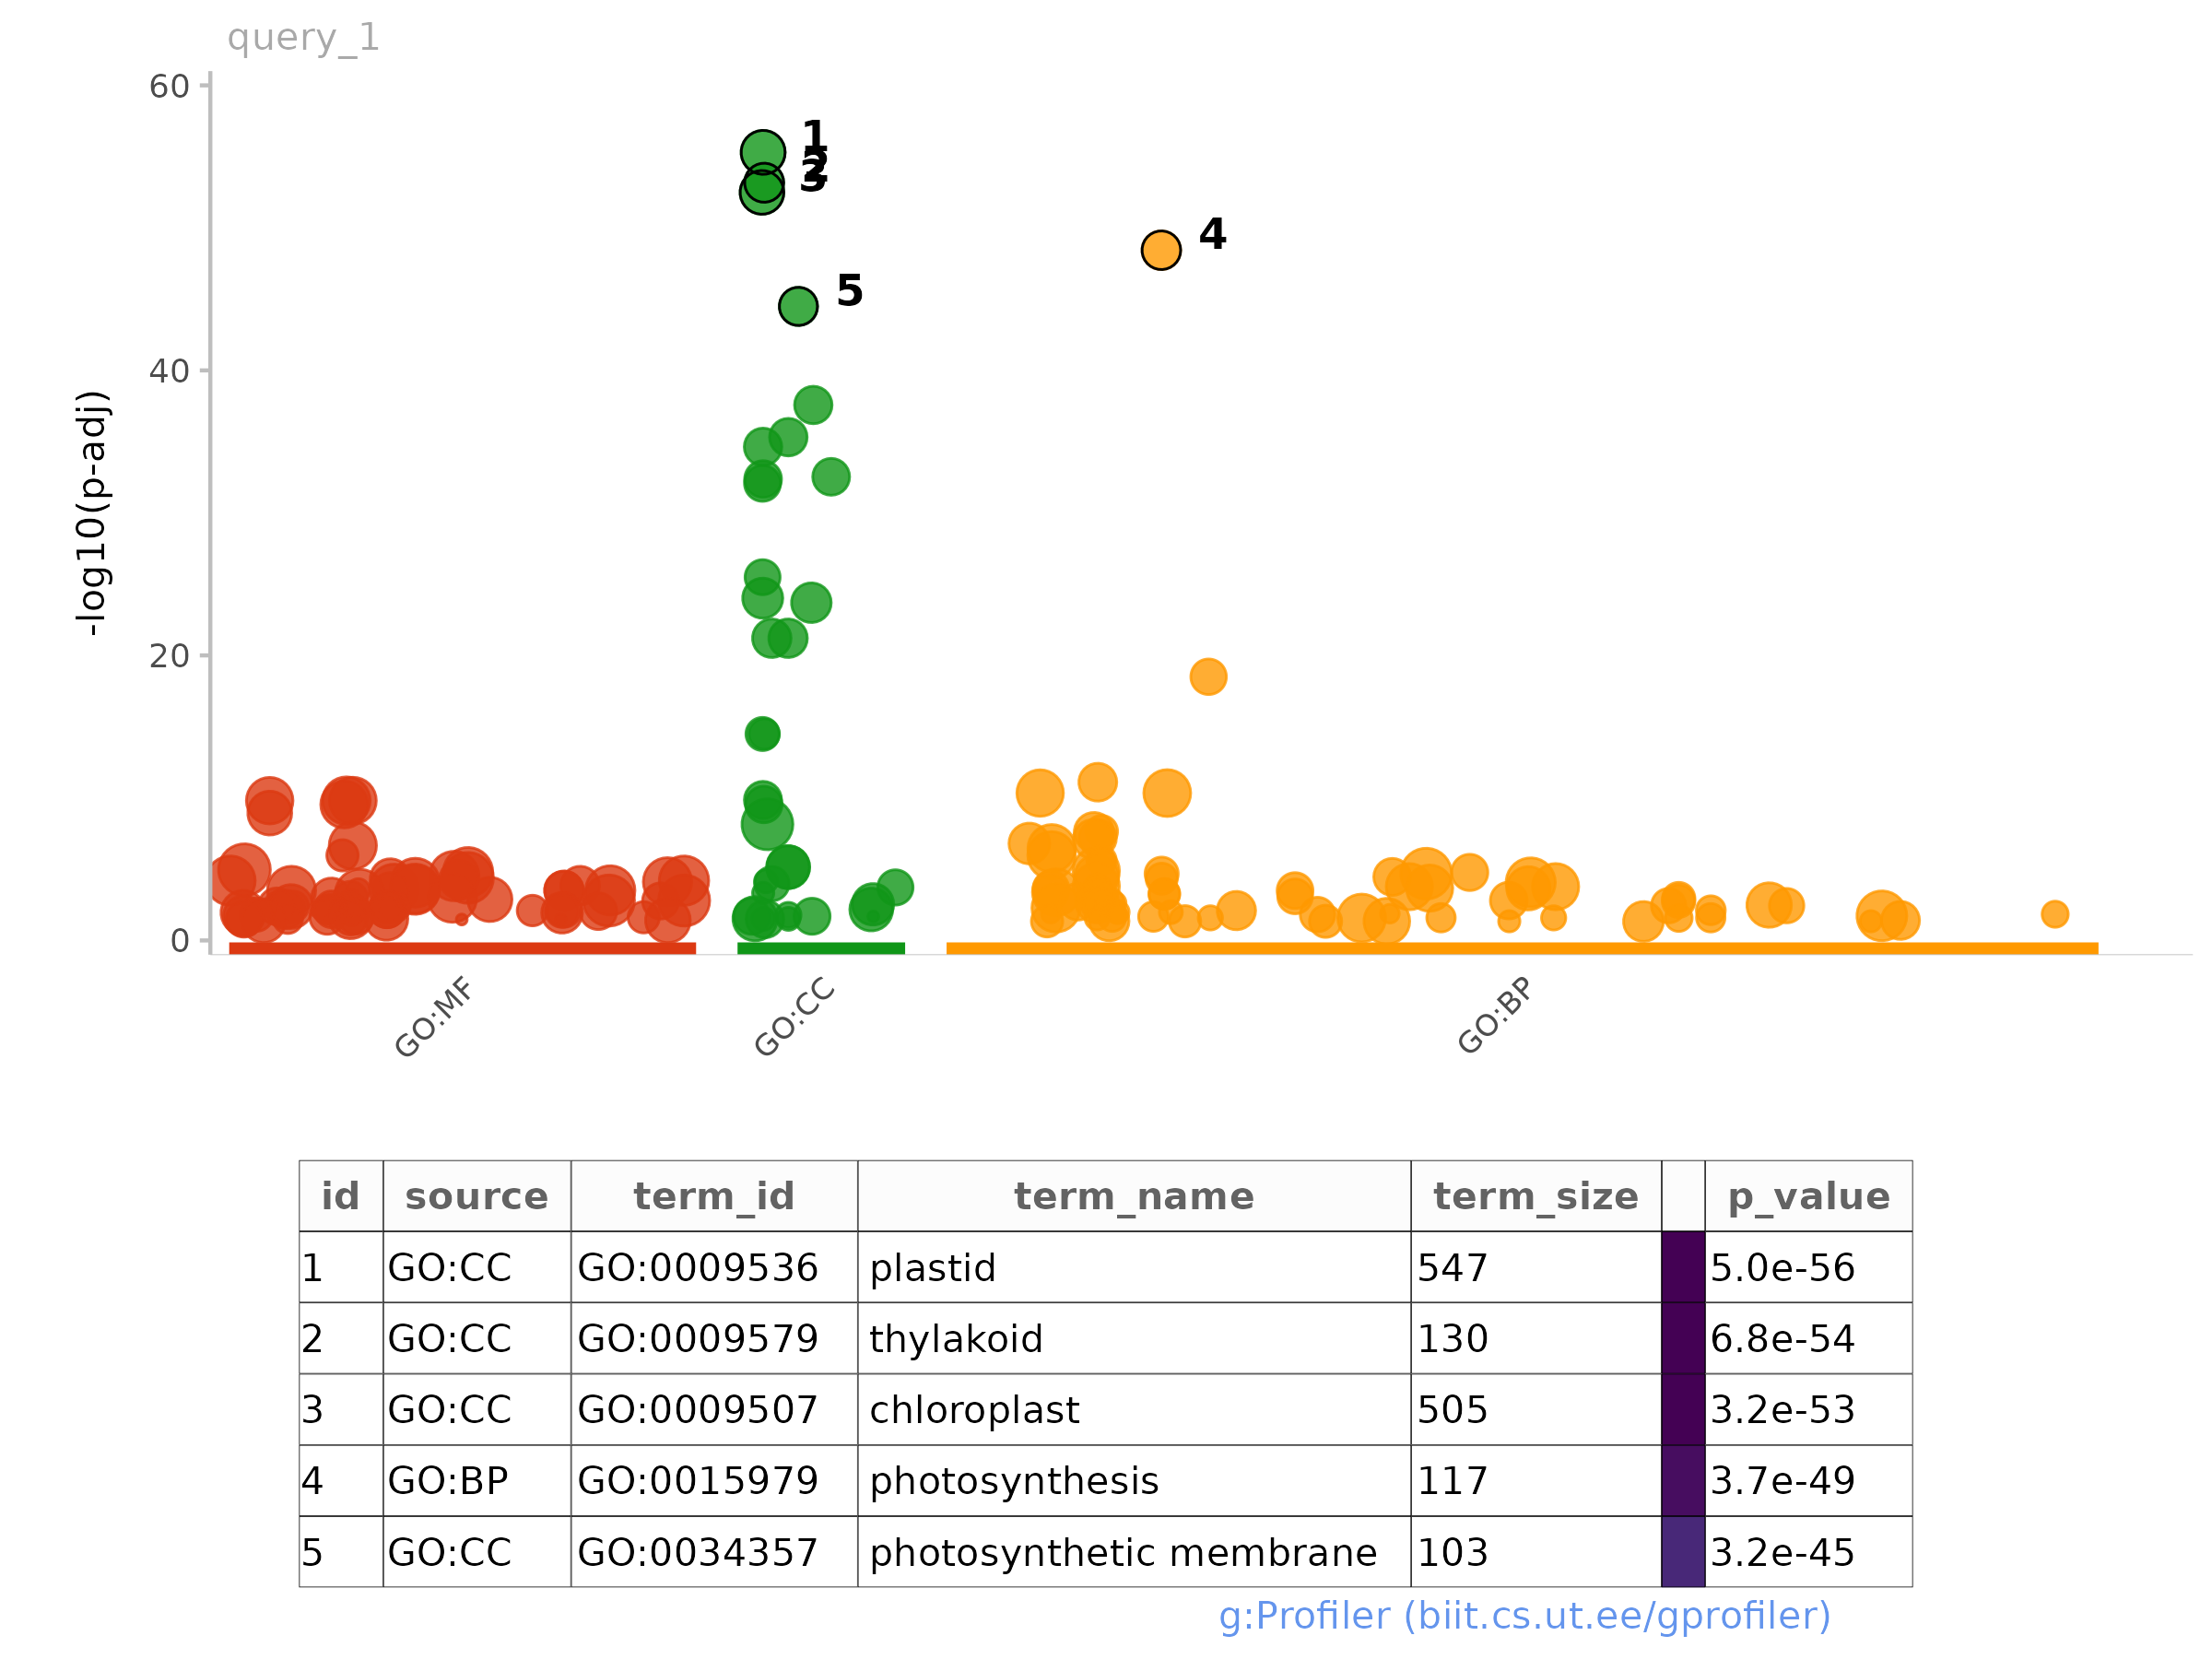 query_1
60
40
20
0
-log10(p-adj)
1
2
3
4
5
GO:MF
GO:CC
GO:BP
id source term_id term_name term_size p_value
1 GO:CC GO:0009536 plastid 547 5.0e-56
2 GO:CC GO:0009579 thylakoid 130 6.8e-54
3 GO:CC GO:0009507 chloroplast 505 3.2e-53
4 GO:BP GO:0015979 photosynthesis 117 3.7e-49
5 GO:CC GO:0034357 photosynthetic membrane 103 3.2e-45
g:Profiler (biit.cs.ut.ee/gprofiler)